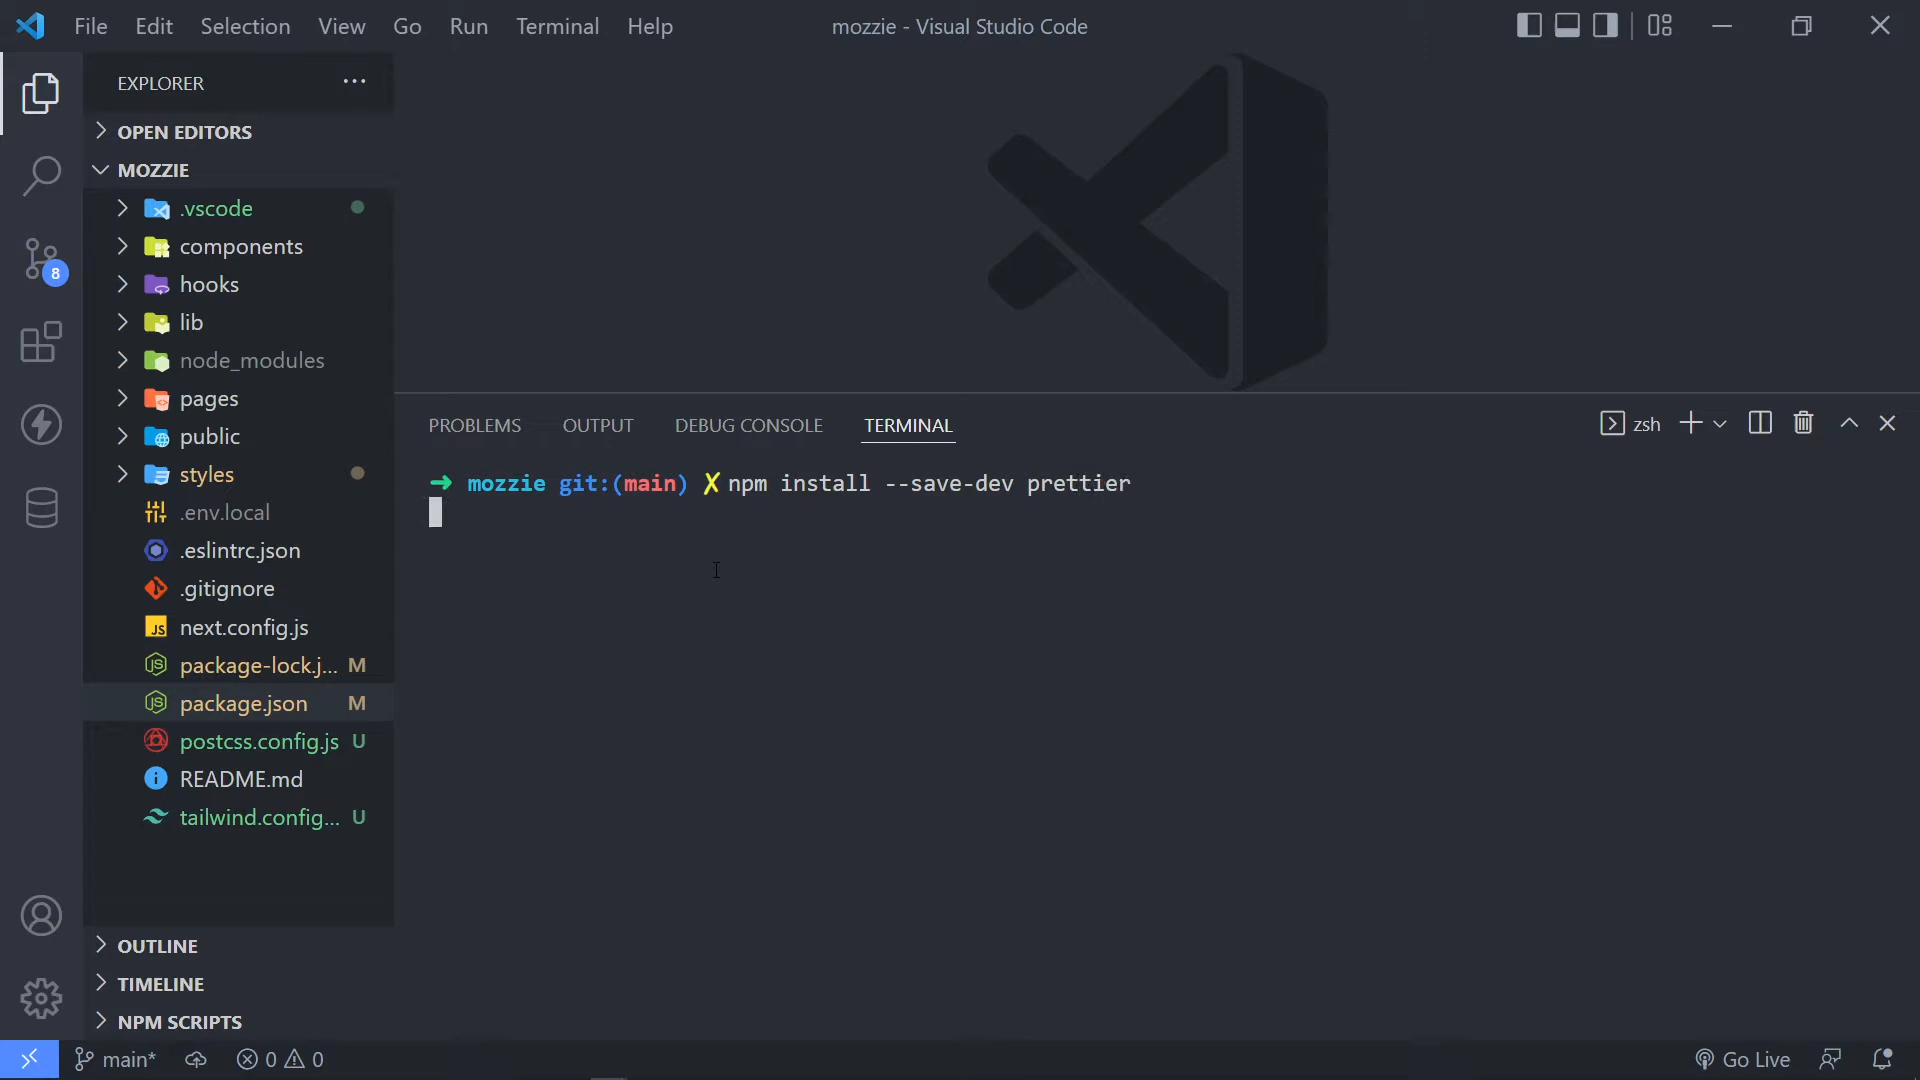 File Edit Selection View Go Run Terminal Help
mozzie - Visual Studio Code
EXPLORER
OPEN EDITORS
MOZZIE
.vscode
components
hooks
lib
node_modules
pages
public
styles
.env.local
.eslintrc.json
.gitignore
JS next.config.js
package-lock.j... M
package.json M
postcss.config.js U
README.md
tailwind.config... U
OUTLINE
TIMELINE
NPM SCRIPTS
8
PROBLEMS OUTPUT DEBUG CONSOLE TERMINAL
zsh
➜ mozzie git:(main) ✗ npm install --save-dev prettier
main* 0 0
Go Live